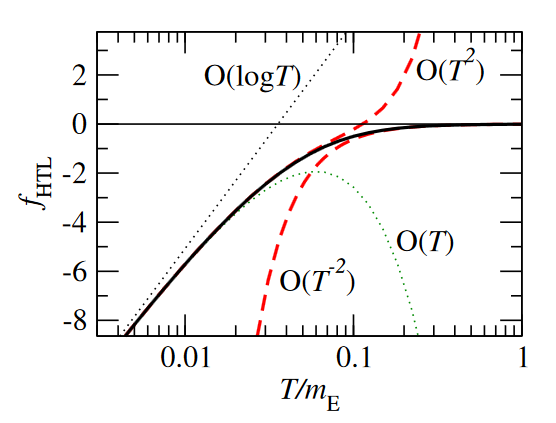 O(logT)
O(T²)
2
0
-2
-4
-6
-8
f_HTL
O(T)
O(T⁻²)
0.01 0.1 1
T/m_E